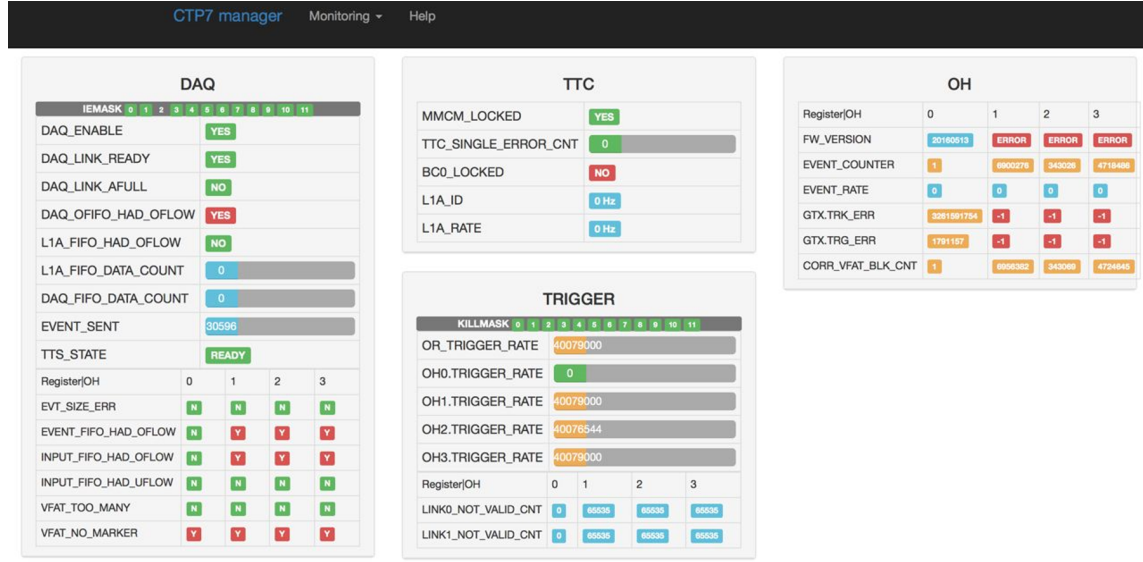 CTP7 manager Monitoring Help
DAQ
IEMASK 0 1 2 3 4 5 6 7 8 9 10 11
DAQ_ENABLE YES
DAQ_LINK_READY YES
DAQ_LINK_AFULL NO
DAQ_OFIFO_HAD_OFLOW YES
L1A_FIFO_HAD_OFLOW NO
L1A_FIFO_DATA_COUNT 0
DAQ_FIFO_DATA_COUNT 0
EVENT_SENT 30596
TTS_STATE READY
Register|OH 0 1 2 3
EVT_SIZE_ERR N N N N
EVENT_FIFO_HAD_OFLOW N Y Y Y
INPUT_FIFO_HAD_OFLOW N Y Y Y
INPUT_FIFO_HAD_UFLOW N N N N
VFAT_TOO_MANY N N N N
VFAT_NO_MARKER Y Y Y Y
TTC
MMCM_LOCKED YES
TTC_SINGLE_ERROR_CNT 0
BC0_LOCKED NO
L1A_ID 0 Hz
L1A_RATE 0 Hz
TRIGGER
KILLMASK 0 1 2 3 4 5 6 7 8 9 10 11
OR_TRIGGER_RATE 40079000
OH0.TRIGGER_RATE 0
OH1.TRIGGER_RATE 40079000
OH2.TRIGGER_RATE 40076544
OH3.TRIGGER_RATE 40079000
Register|OH 0 1 2 3
LINK0_NOT_VALID_CNT 0 65535 65535 65535
LINK1_NOT_VALID_CNT 0 65535 65535 65535
OH
Register|OH 0 1 2 3
FW_VERSION 20160513 ERROR ERROR ERROR
EVENT_COUNTER 1 6900276 343026 4718486
EVENT_RATE 0 0 0 0
GTX.TRK_ERR 3261591754 -1 -1 -1
GTX.TRG_ERR 1791157 -1 -1 -1
CORR_VFAT_BLK_CNT 1 6958382 343069 4724645